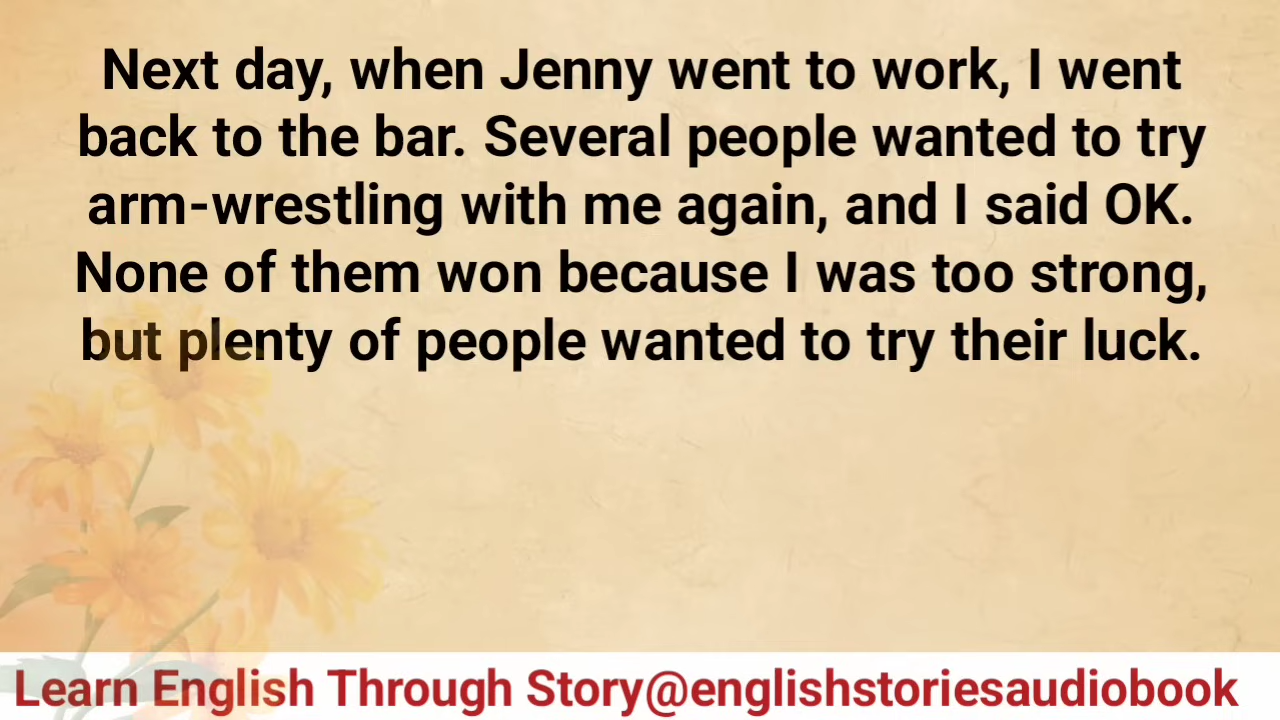 Next day, when Jenny went to work, I went
back to the bar. Several people wanted to try
arm-wrestling with me again, and I said OK.
None of them won because I was too strong,
but plenty of people wanted to try their luck.
Learn English Through Story@englishstoriesaudiobook